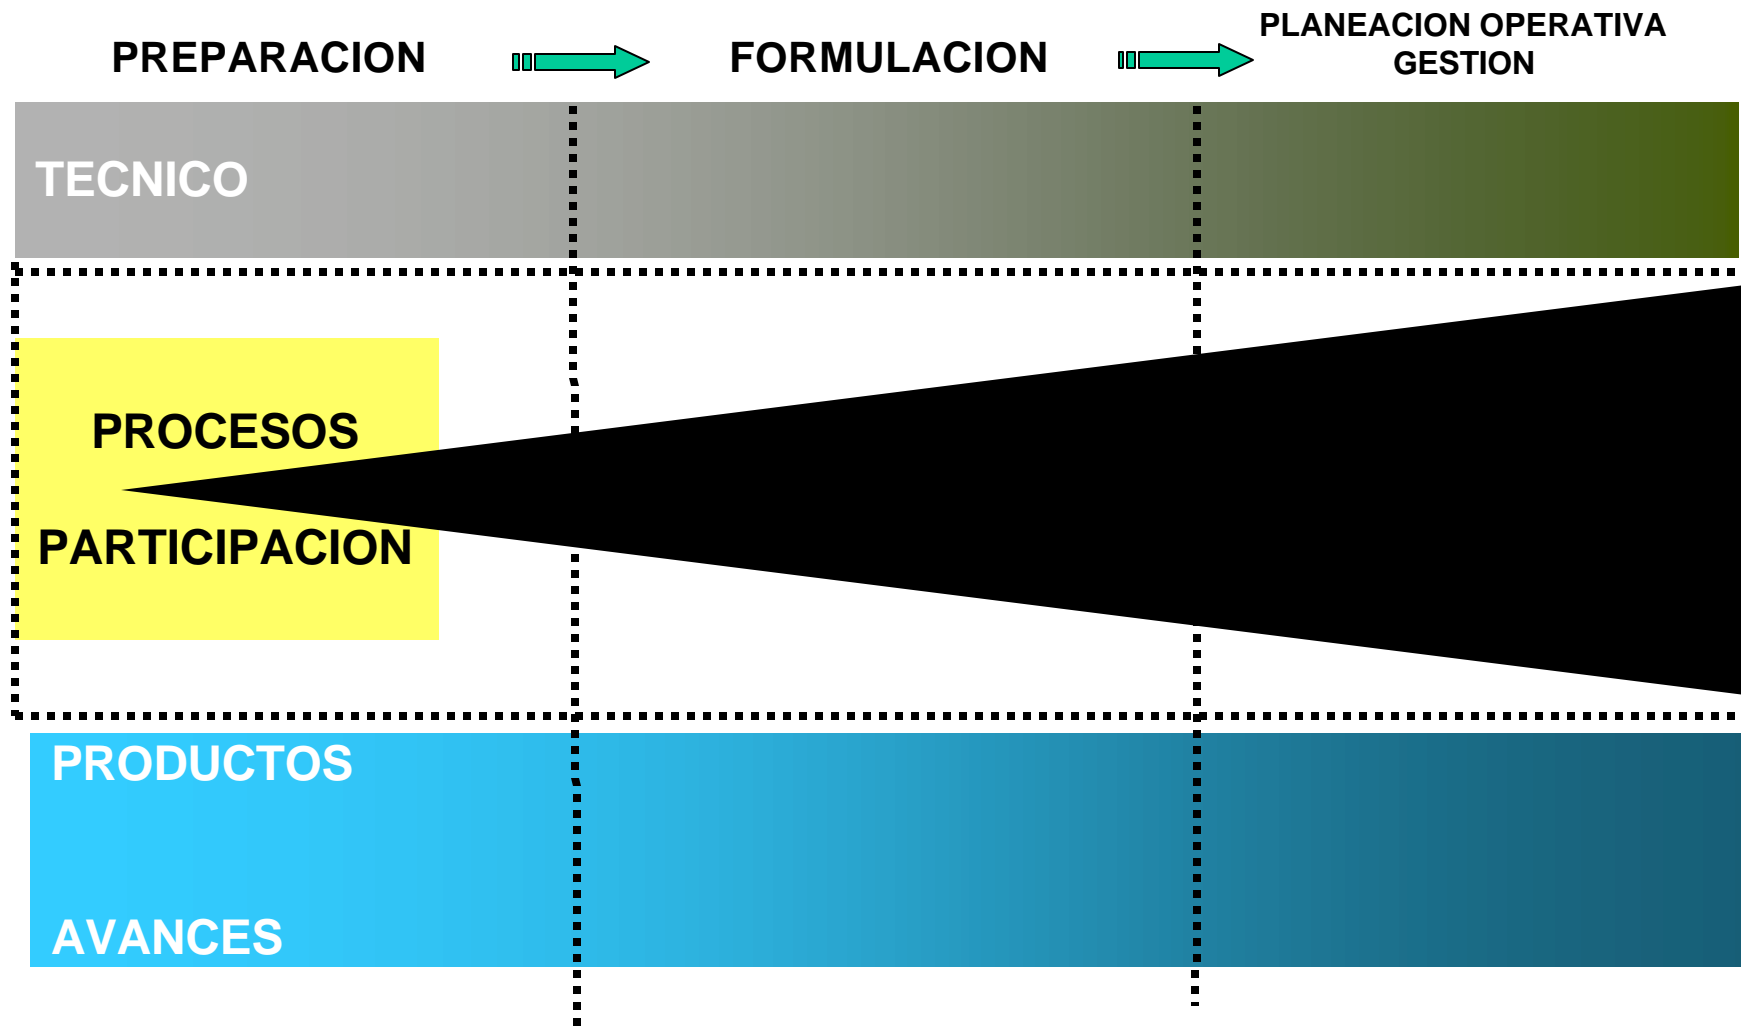 PREPARACION
FORMULACION
PLANEACION OPERATIVA
GESTION
TECNICO
PROCESOS
PARTICIPACION
PRODUCTOS
AVANCES